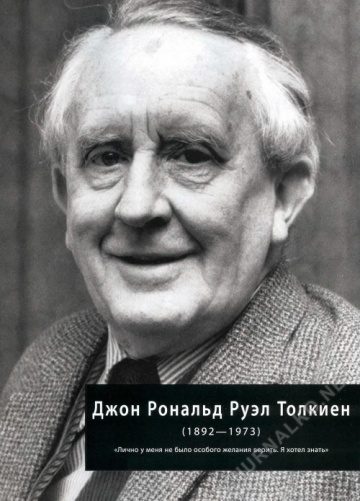 Джон Рональд Руэл Толкиен
(1892—1973)
«Лично у меня не было особого желания верить. Я хотел знать»